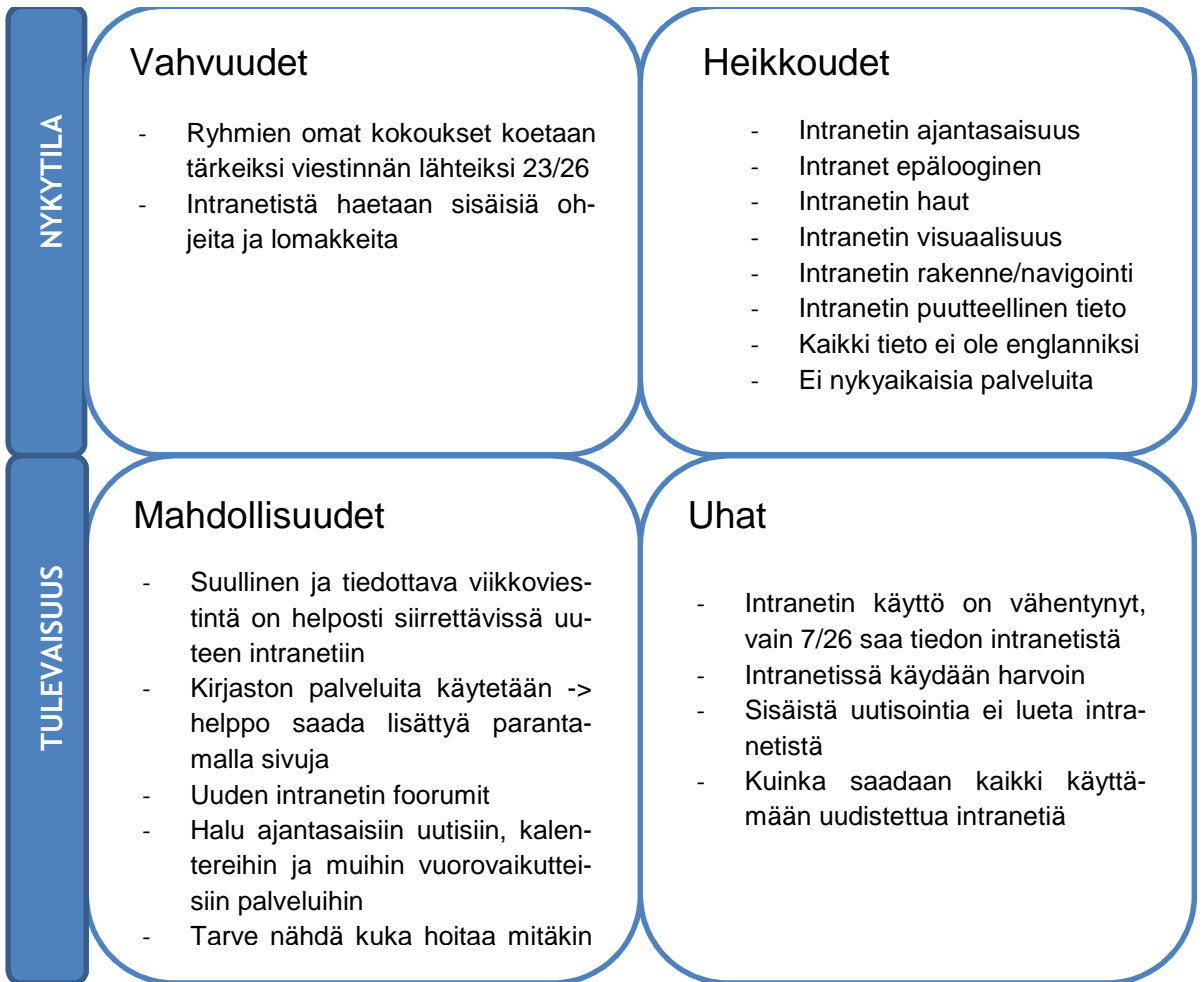 NYKYTILA
Vahvuudet
- Ryhmien omat kokoukset koetaan
tärkeiksi viestinnän lähteiksi 23/26
- Intranetistä haetaan sisäisiä oh-
jeita ja lomakkeita
Heikkoudet
- Intranetin ajantasaisuus
- Intranet epälooginen
- Intranetin haut
- Intranetin visuaalisuus
- Intranetin rakenne/navigointi
- Intranetin puutteellinen tieto
- Kaikki tieto ei ole englanniksi
- Ei nykyaikaisia palveluita
TULEVAISUUS
Mahdollisuudet
- Suullinen ja tiedottava viikkovies-
tintä on helposti siirrettävissä uu-
teen intranetiin
- Kirjaston palveluita käytetään ->
helppo saada lisättyä paranta-
malla sivuja
- Uuden intranetin foorumit
- Halu ajantasaisiin uutisiin, kalen-
tereihin ja muihin vuorovaikuttei-
siin palveluihin
- Tarve nähdä kuka hoitaa mitäkin
Uhat
- Intranetin käyttö on vähentynyt,
vain 7/26 saa tiedon intranetistä
- Intranetissä käydään harvoin
- Sisäistä uutisointia ei lueta intra-
netistä
- Kuinka saadaan kaikki käyttä-
mään uudistettua intranetiä